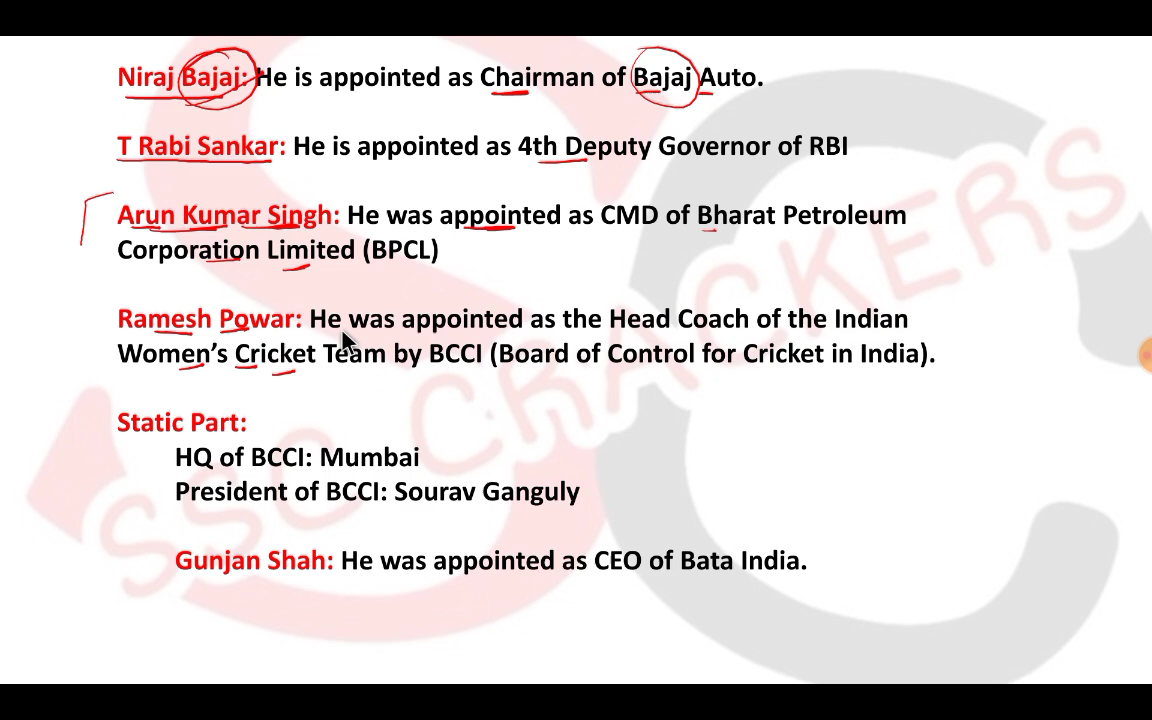 Niraj Bajaj: He is appointed as Chairman of Bajaj Auto.
T Rabi Sankar: He is appointed as 4th Deputy Governor of RBI
Arun Kumar Singh: He was appointed as CMD of Bharat Petroleum
Corporation Limited (BPCL)
Ramesh Powar: He was appointed as the Head Coach of the Indian
Women’s Cricket Team by BCCI (Board of Control for Cricket in India).
Static Part:
HQ of BCCI: Mumbai
President of BCCI: Sourav Ganguly
Gunjan Shah: He was appointed as CEO of Bata India.
SSC CRACKERS